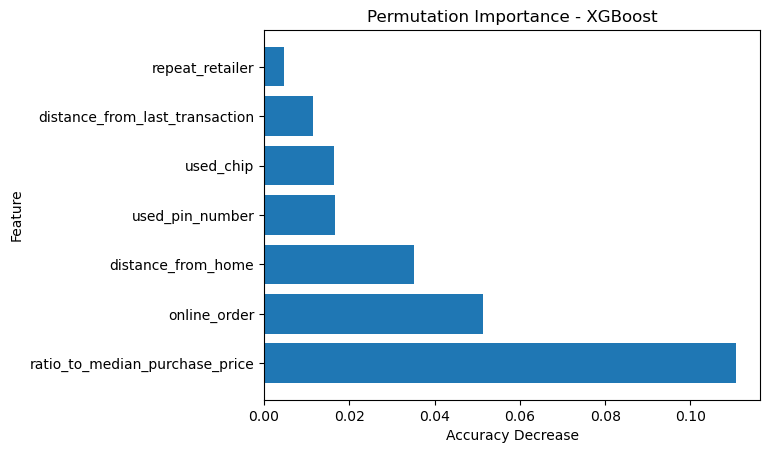 Permutation Importance - XGBoost
Feature
repeat_retailer
distance_from_last_transaction
used_chip
used_pin_number
distance_from_home
online_order
ratio_to_median_purchase_price
0.00 0.02 0.04 0.06 0.08 0.10
Accuracy Decrease